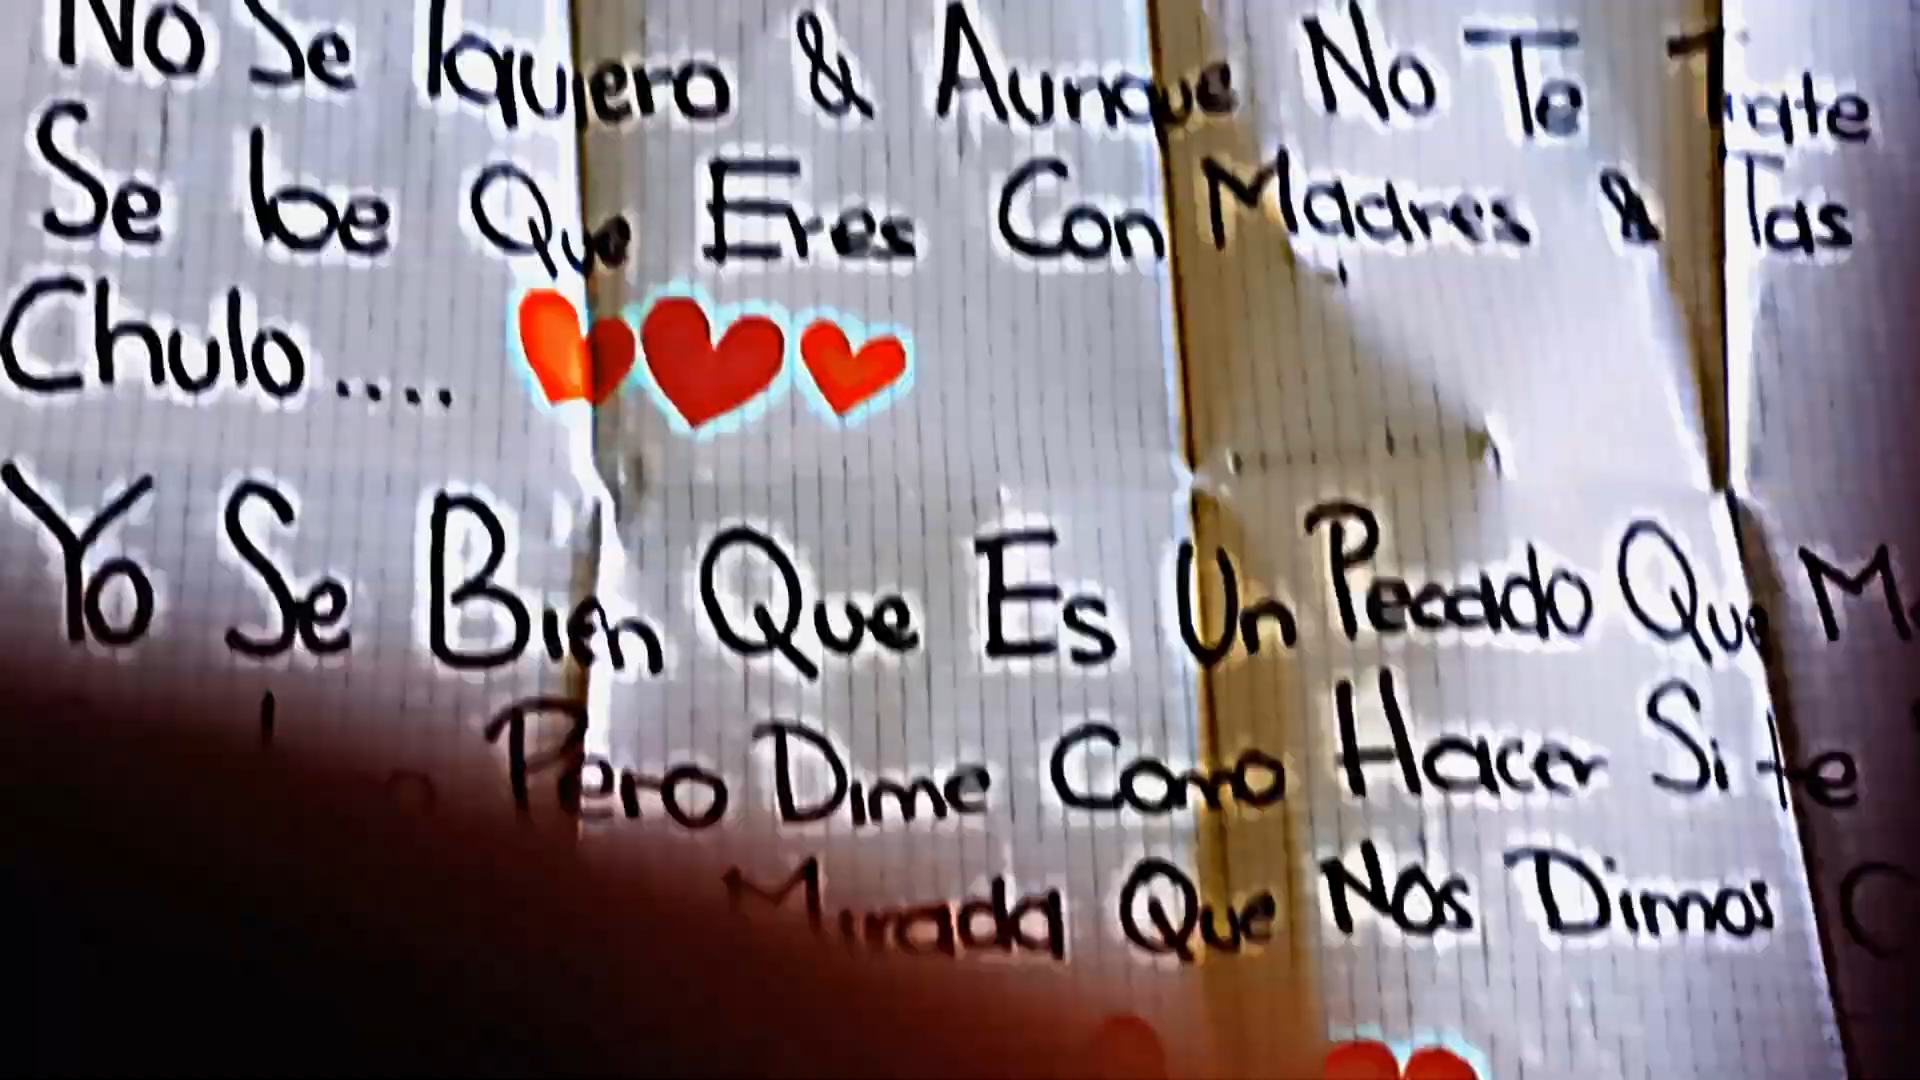 No Se Iquiero & Aunque No Te
Se be Que Eres Con Madres & Tas
Chulo....
Yo Se Bien Que Es Un Pecado Que
Pero Dime Como Hacer Si te
Mirada Que Nos Dimos